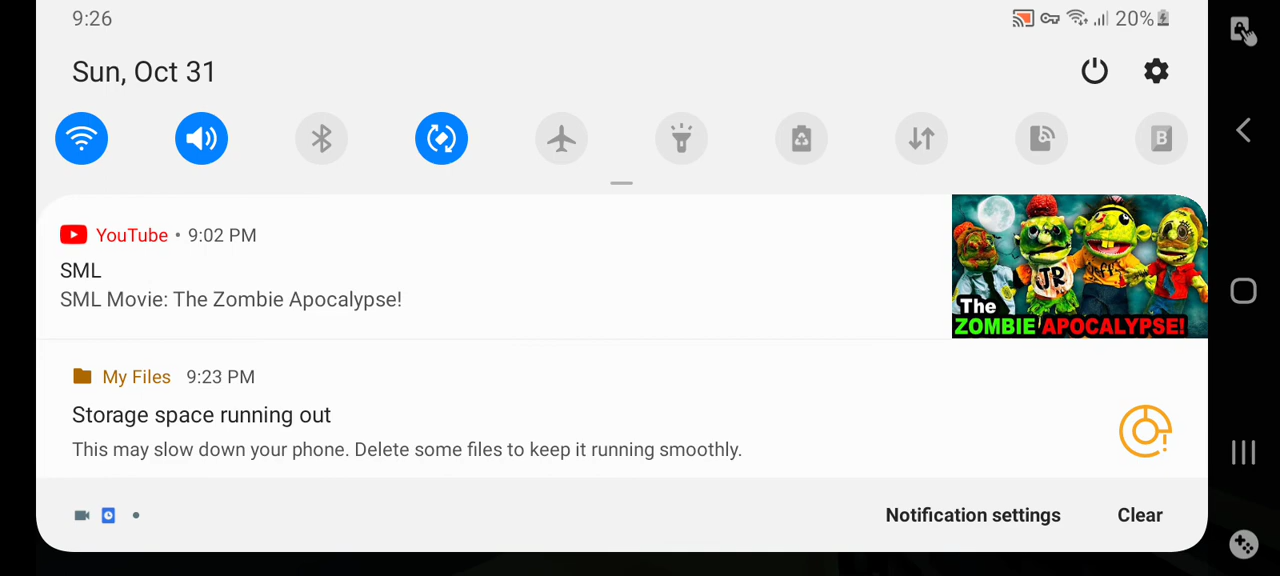 9:26
20%
Sun, Oct 31
B
YouTube • 9:02 PM
SML
SML Movie: The Zombie Apocalypse!
JR
Jeffy
The
ZOMBIE APOCALYPSE!
My Files 9:23 PM
Storage space running out
This may slow down your phone. Delete some files to keep it running smoothly.
Notification settings
Clear